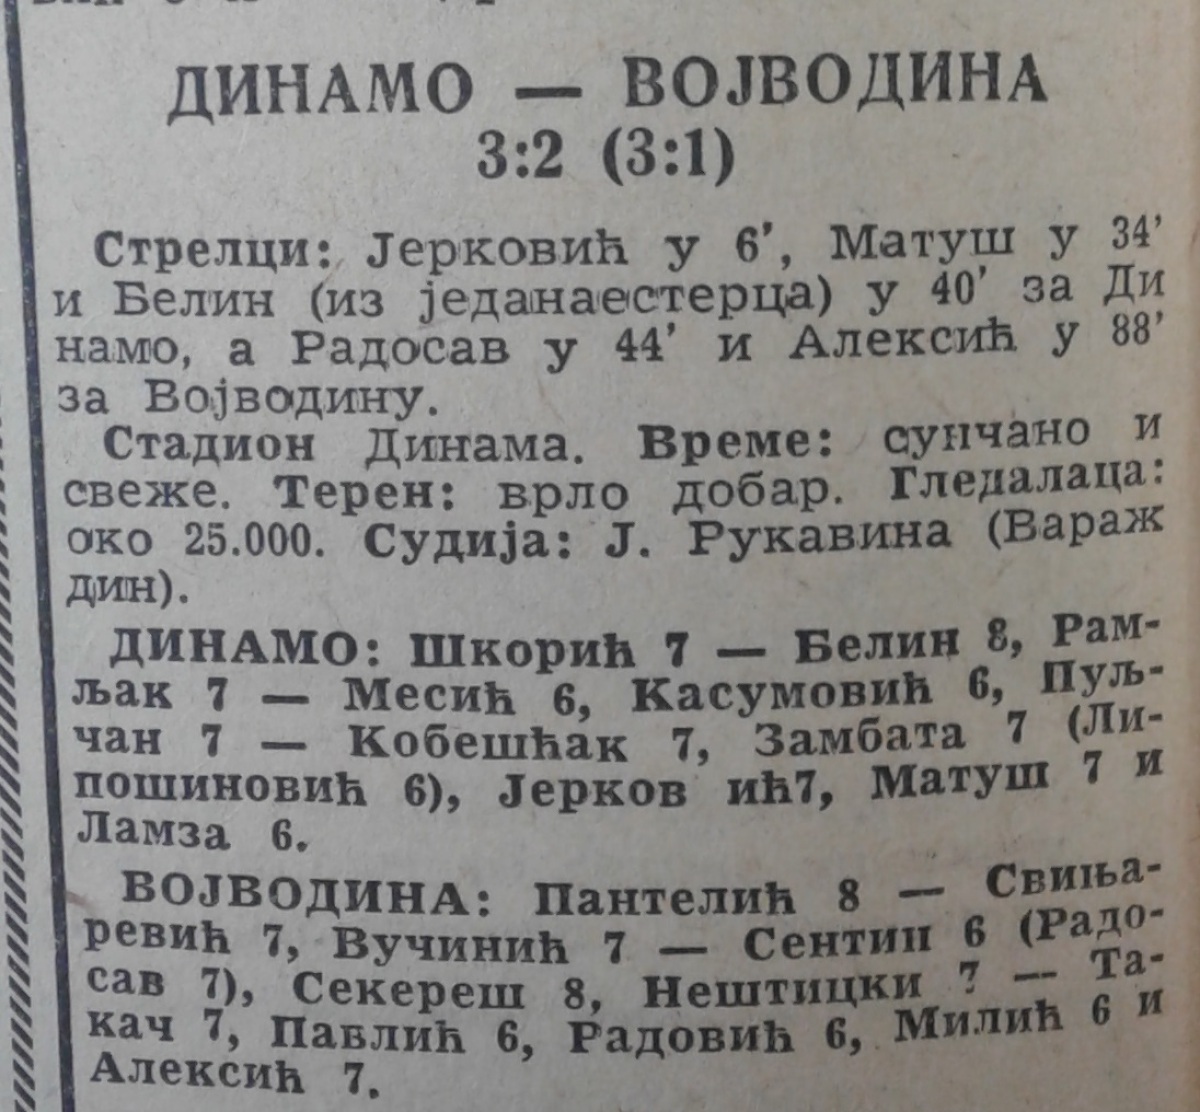 ДИНАМО — ВОЈВОДИНА
3:2 (3:1)
Стрелци: Јерковић у 6’, Матуш у 34’
и Белин (из једанаестерца) у 40’ за Ди
намо, а Радосав у 44’ и Алексић у 88’
за Војводину.
Стадион Динама. Време: сунчано и
свеже. Терен: врло добар. Гледалаца:
око 25.000. Судија: Ј. Рукавина (Вараж
дин).
ДИНАМО: Шкорић 7 — Белин 8, Рам-
љак 7 — Месић 6, Касумовић 6, Пуљ-
чан 7 — Кобешћак 7, Замбата 7 (Ли-
пошиновић 6), Јерков ић7, Матуш 7 и
Ламза 6.
ВОЈВОДИНА: Пантелић 8 — Свиња-
ревић 7, Вучинић 7 — Сентин 6 (Радо-
сав 7), Секереш 8, Нештицки 7 — Та-
кач 7, Павлић 6, Радовић 6, Милић 6 и
Алексић 7.